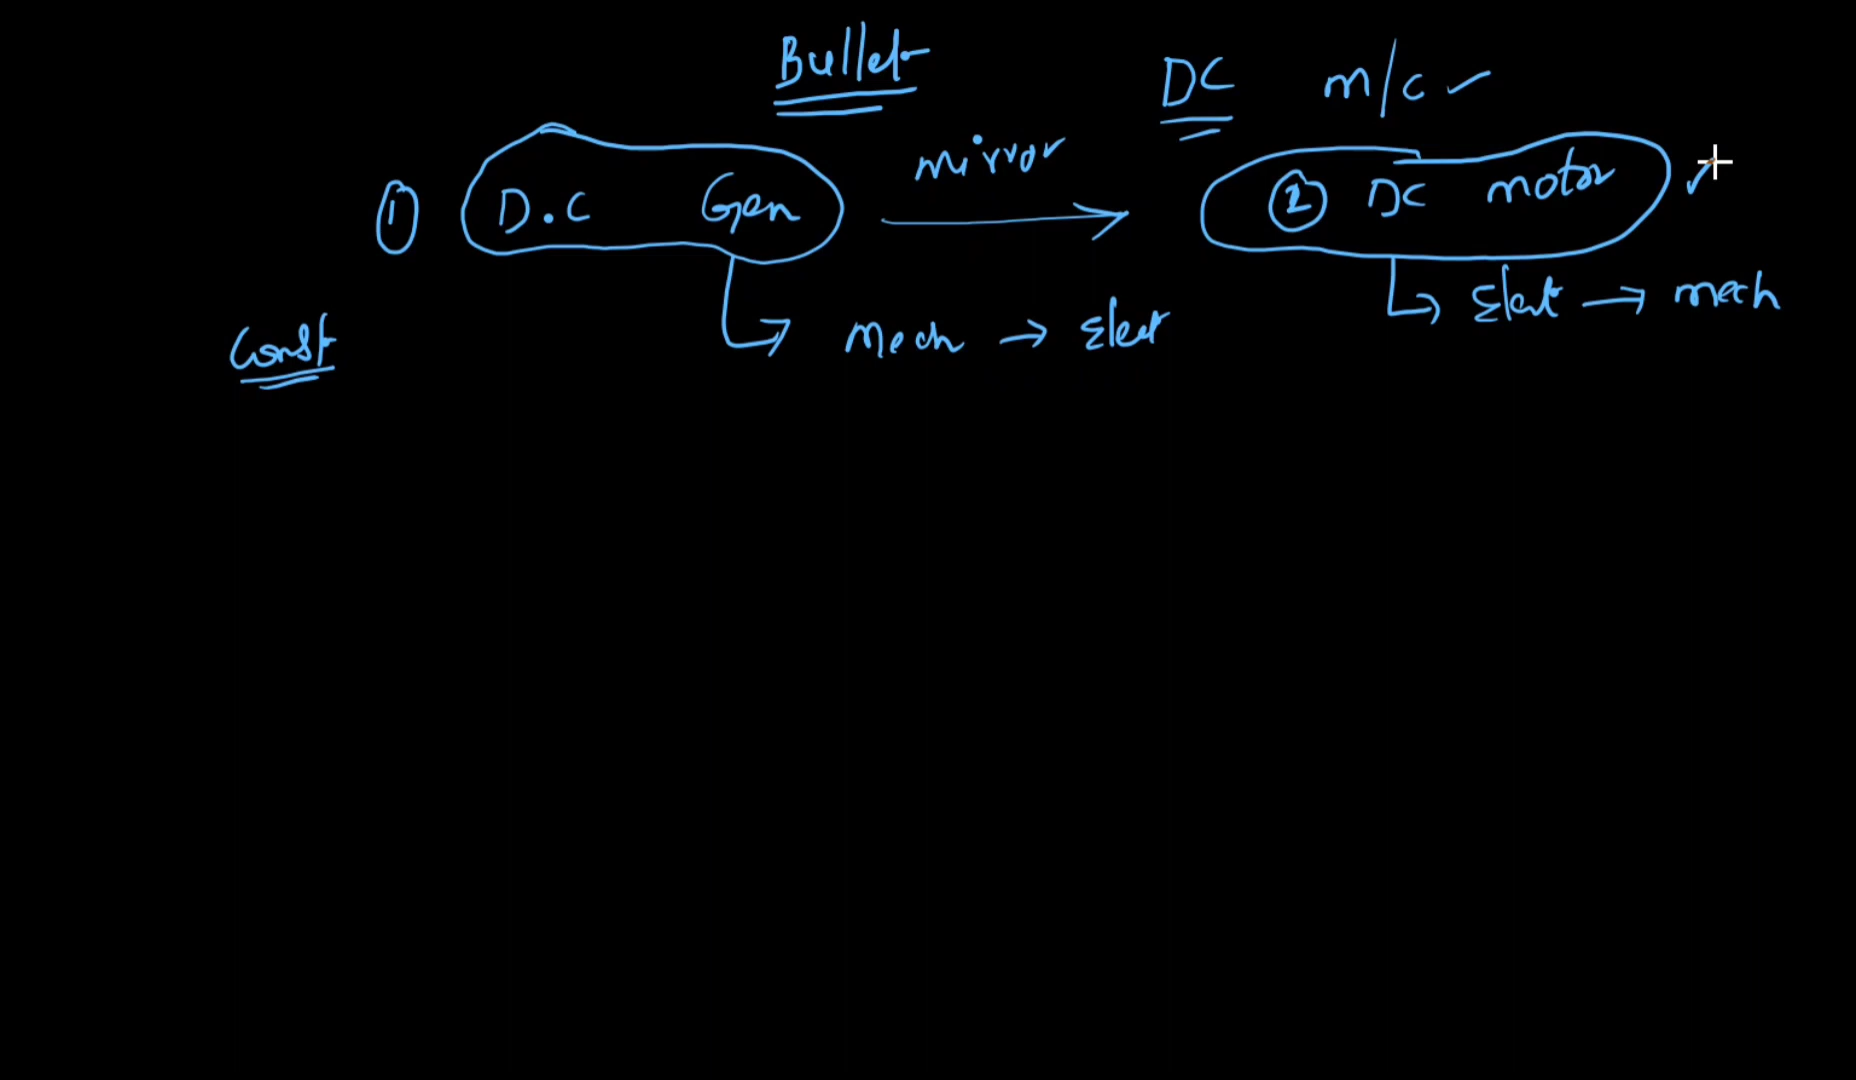 Bullet
DC m/c
① D.C Gen mirror ② DC motor
Mech → Elect
Elect → mech
Const